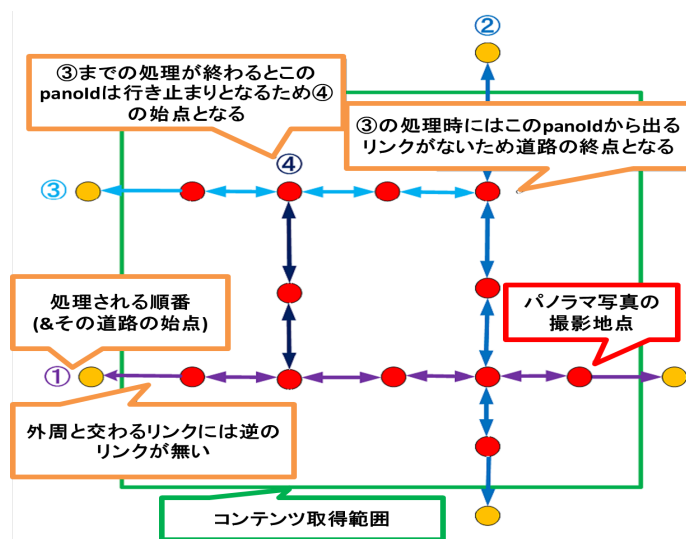 ②
③までの処理が終わるとこの
panoIdは行き止まりとなるため④
の始点となる
③の処理時にはこのpanoIdから出る
リンクがないため道路の終点となる
④
③
処理される順番
(&その道路の始点)
パノラマ写真の
撮影地点
①
外周と交わるリンクには逆の
リンクが無い
コンテンツ取得範囲